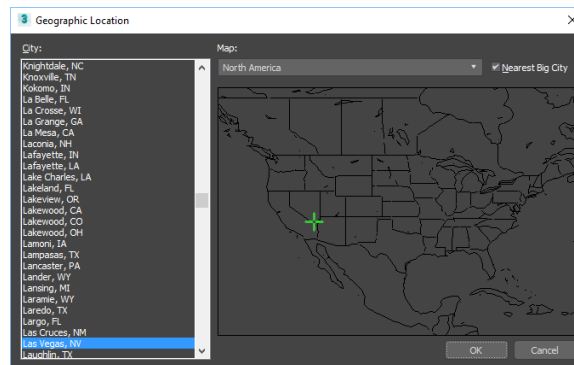 3 Geographic Location
City:
Map:
North America
Nearest Big City
Knightdale, NC
Knoxville, TN
Kokomo, IN
La Belle, FL
La Crosse, WI
La Grange, GA
La Mesa, CA
Laconia, NH
Lafayette, IN
Lafayette, LA
Lake Charles, LA
Lakeland, FL
Lakeview, OR
Lakewood, CA
Lakewood, CO
Lakewood, OH
Lamoni, IA
Lampasas, TX
Lancaster, PA
Lander, WY
Lansing, MI
Laramie, WY
Laredo, TX
Largo, FL
Las Cruces, NM
Las Vegas, NV
Laughlin, TX
OK
Cancel